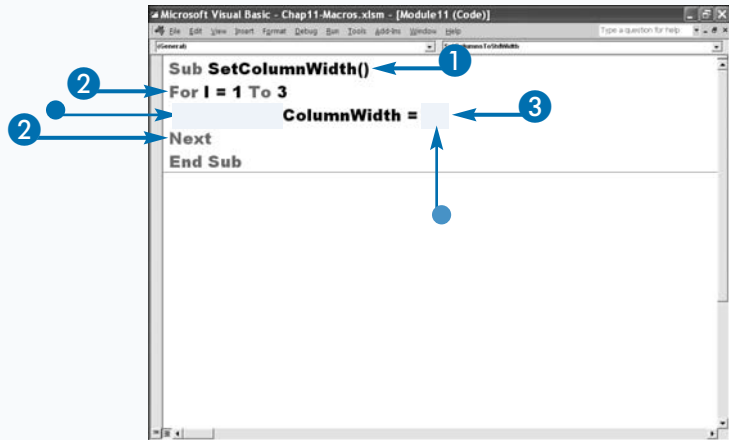 Microsoft Visual Basic - Chap11-Macros.xlsm - [Module11 (Code)]
File Edit View Insert Format Debug Run Tools Add-Ins Window Help
Type a question for help
(General)
Sub SetColumnWidth()
1
2
For I = 1 To 3
ColumnWidth =
3
2
Next
End Sub